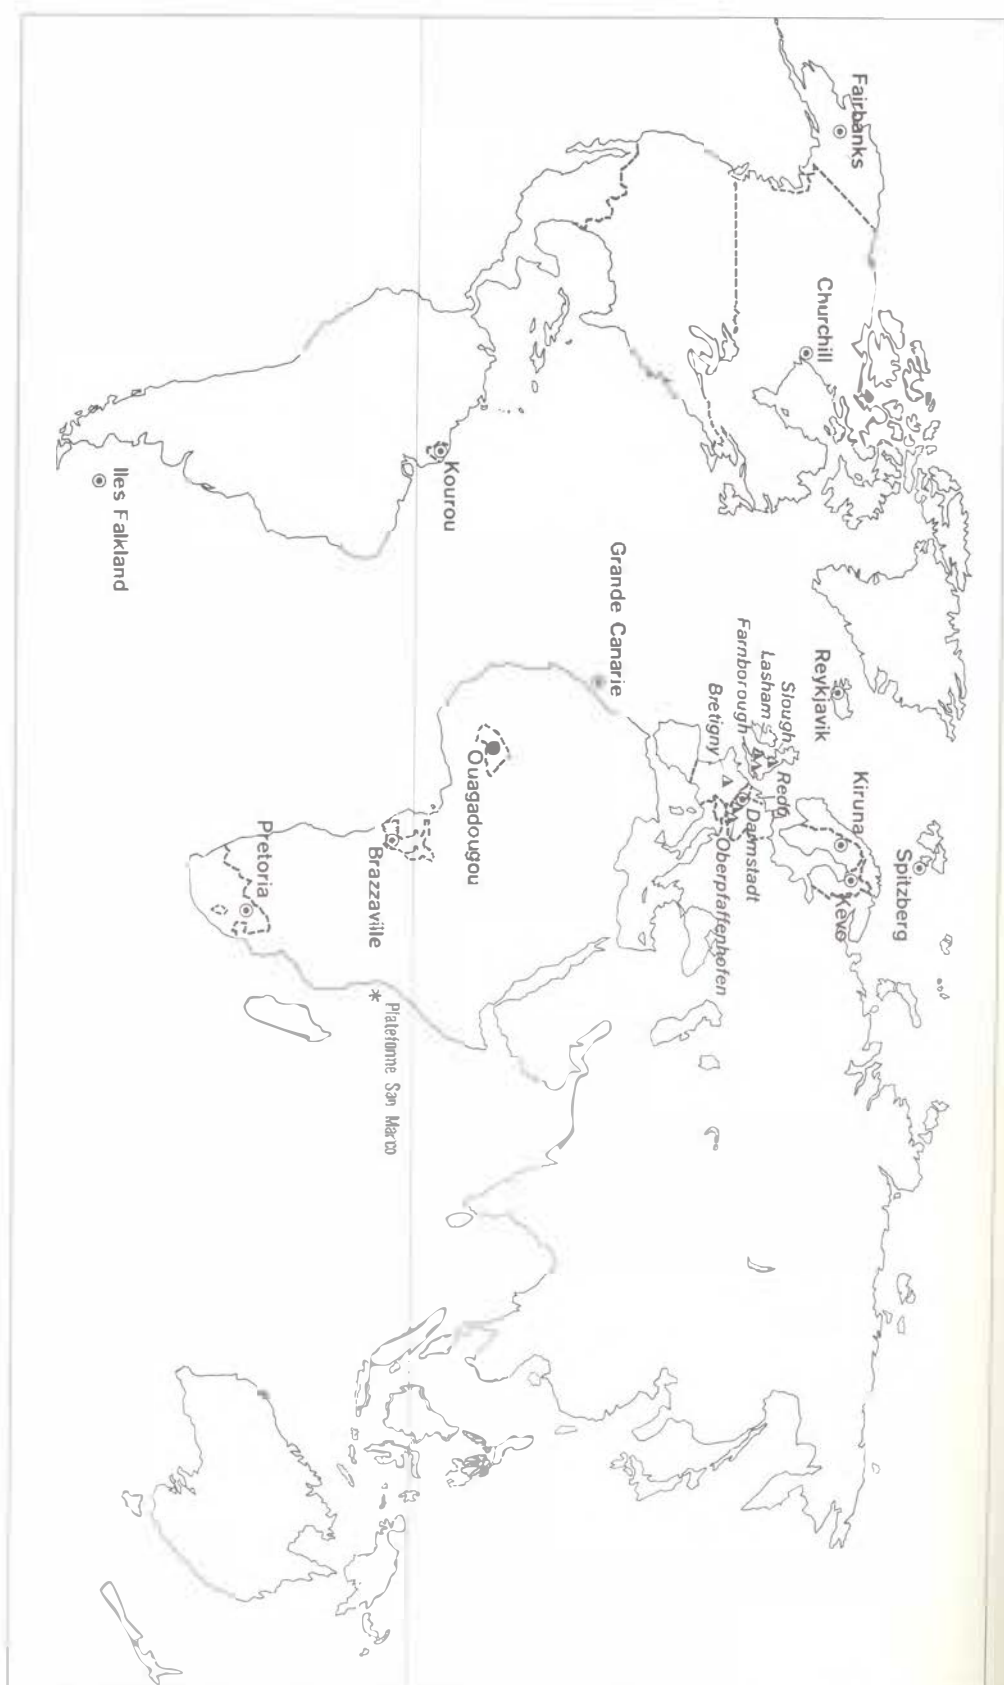 Fairbanks
Churchill
Kourou
Iles Falkland
Grande Canarie
Reykjavik
Slough
Lasham
Farnborough
Bretigny
Redu
Darmstadt
Oberpfaffenhofen
Kiruna
Kevo
Spitzberg
Ouagadougou
Brazzaville
Pretoria
Plateforme San Marco